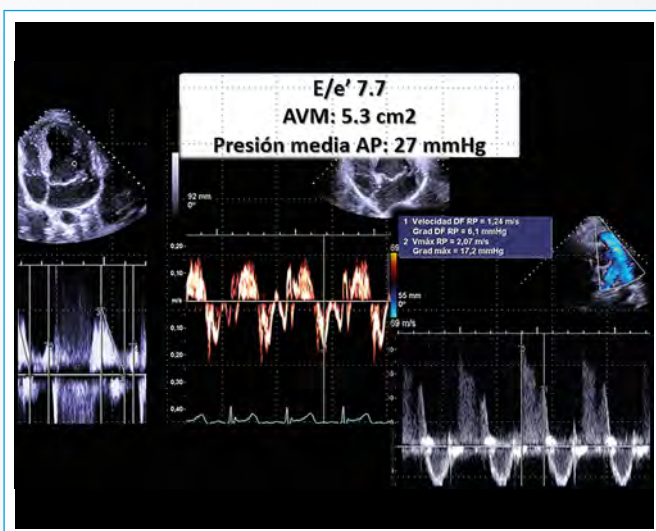 E/e' 7.7
AVM: 5.3 cm2
Presión media AP: 27 mmHg
92 mm
0°
1 Velocidad DF RP = 1,24 m/s
Grad DF RP = 6,1 mmHg
2 Vmáx RP = 2,07 m/s
Grad máx = 17,2 mmHg
0,20
0,10
m/s
0,10
0,20
0,30
0,40
55 mm
0°
69 m/s